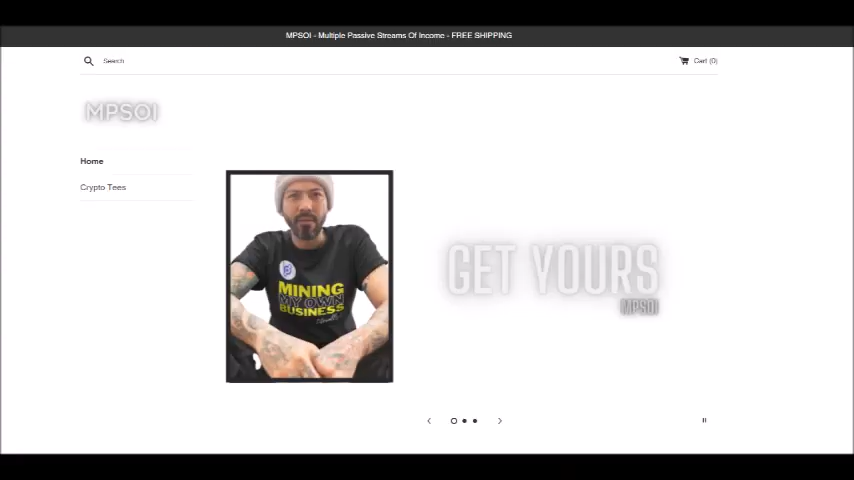 MPSOI - Multiple Passive Streams Of Income - FREE SHIPPING
Search
Cart (0)
MPSOI
Home
Crypto Tees
MINING
MY OWN
BUSINESS
GET YOURS
MPSOI